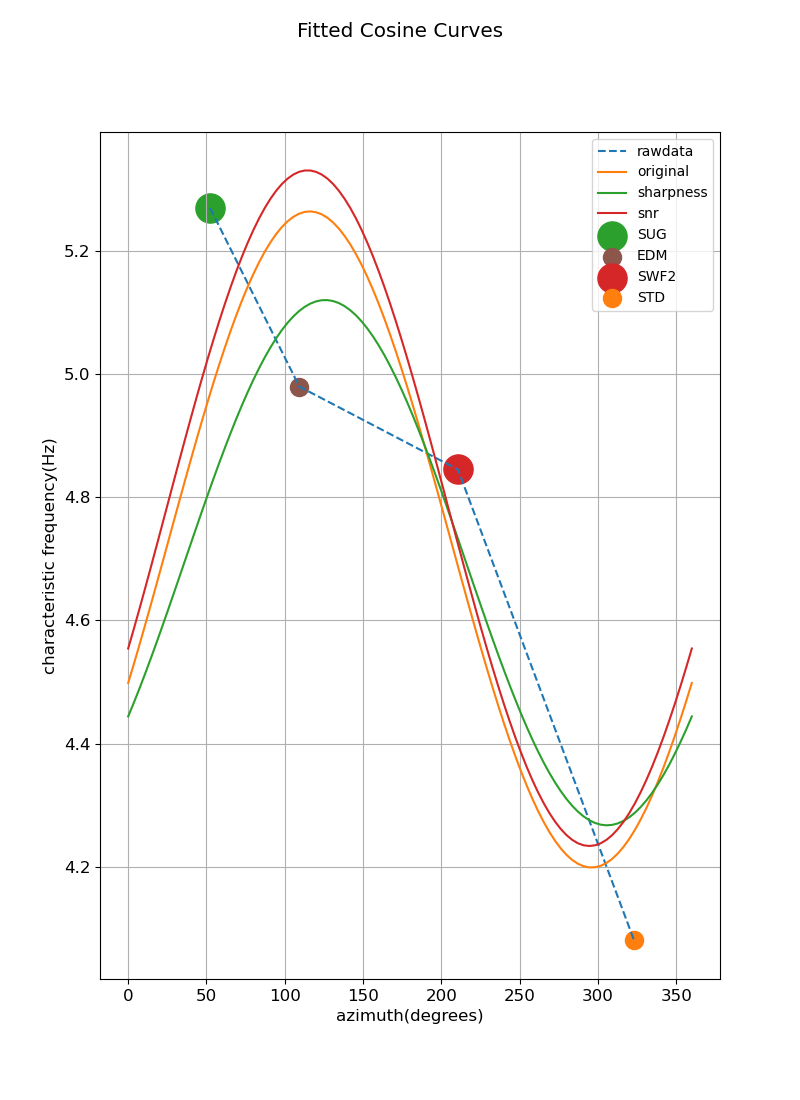 Fitted Cosine Curves
rawdata
original
sharpness
snr
SUG
EDM
SWF2
STD
5.2
5.0
4.8
4.6
4.4
4.2
characteristic frequency(Hz)
0 50 100 150 200 250 300 350
azimuth(degrees)